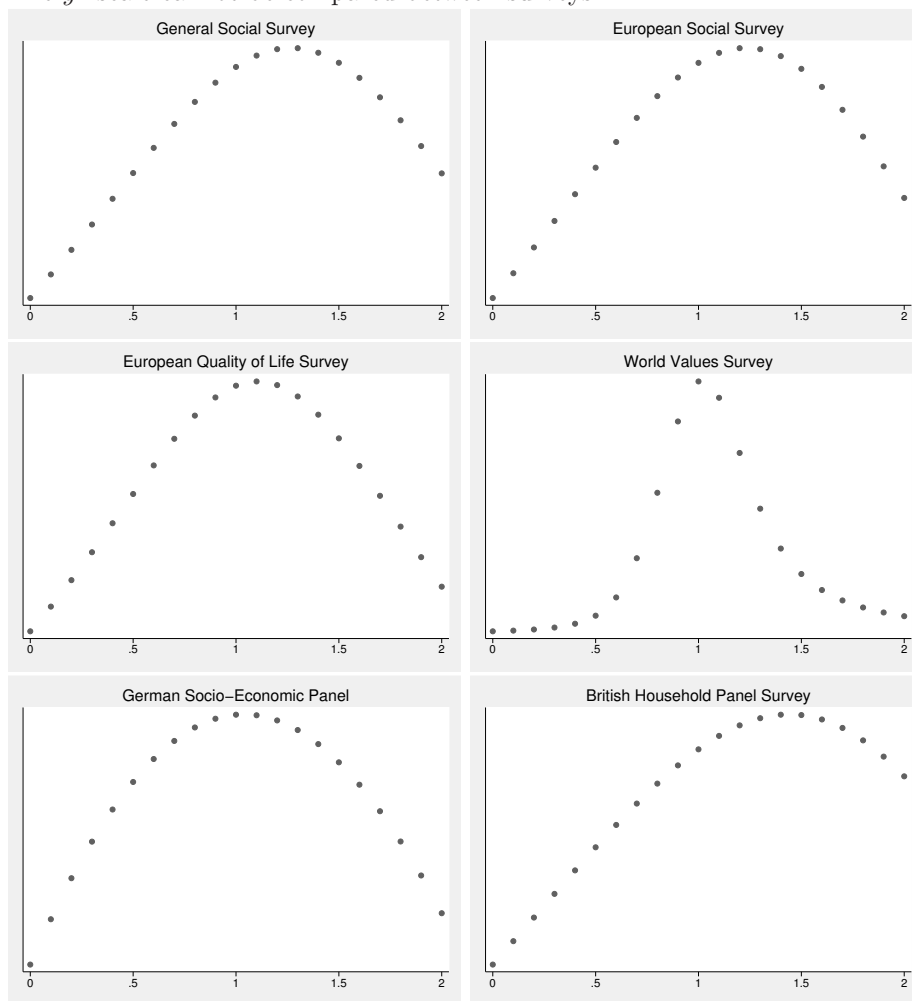 General Social Survey
European Social Survey
0 .5 1 1.5 2
0 .5 1 1.5 2
European Quality of Life Survey
World Values Survey
0 .5 1 1.5 2
0 .5 1 1.5 2
German Socio−Economic Panel
British Household Panel Survey
0 .5 1 1.5 2
0 .5 1 1.5 2